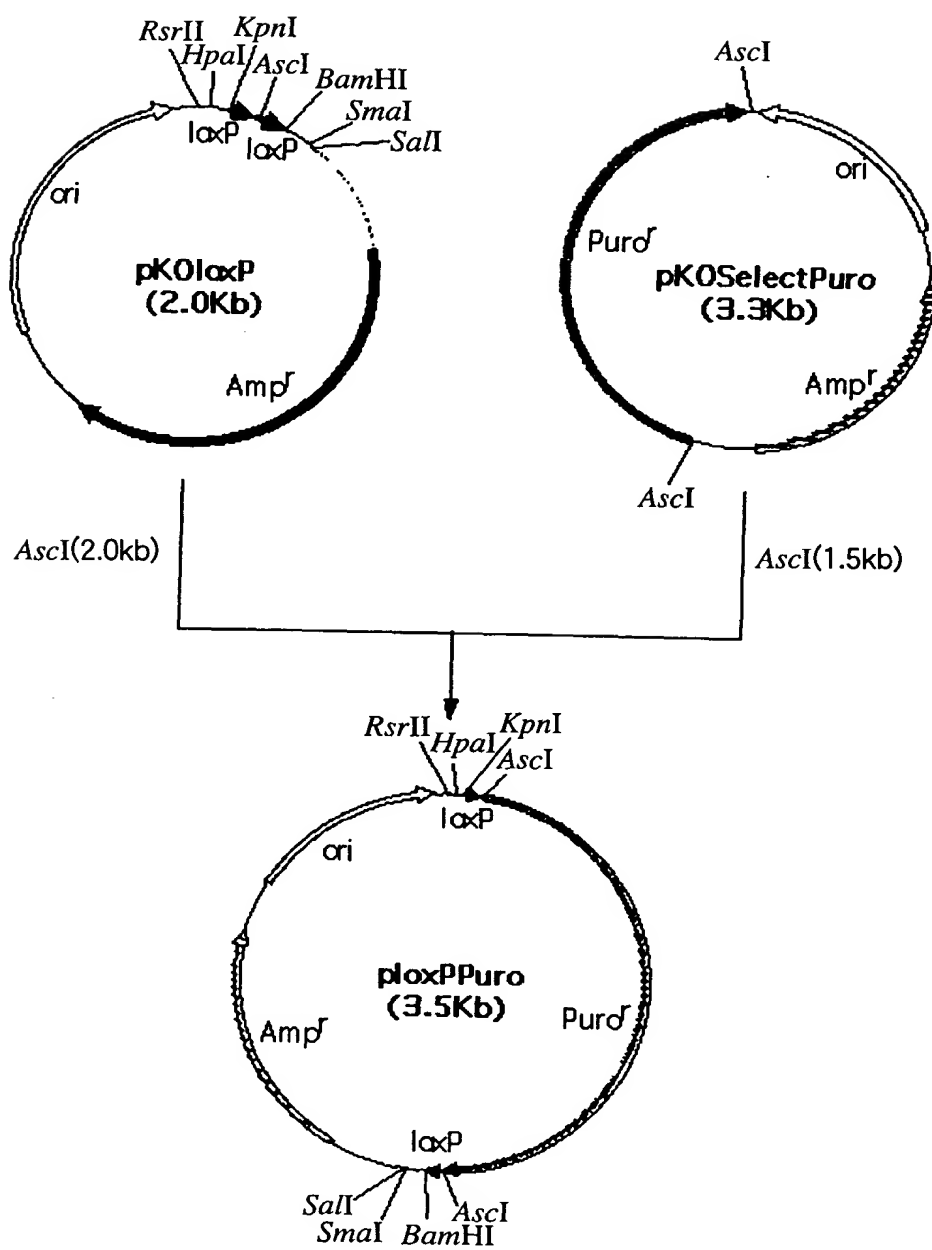 RsrII
HpaI
KpnI
AscI
BamHI
SmaI
SalI
loxP
loxP
ori
pKOloxP
(2.0Kb)
Ampr
AscI
ori
Puror
pKOSelectPuro
(3.3Kb)
Ampr
AscI
AscI(2.0kb)
AscI(1.5kb)
RsrII
HpaI
KpnI
AscI
loxP
ori
ploxPPuro
(3.5Kb)
Ampr
Puror
loxP
SalI
SmaI
BamHI
AscI